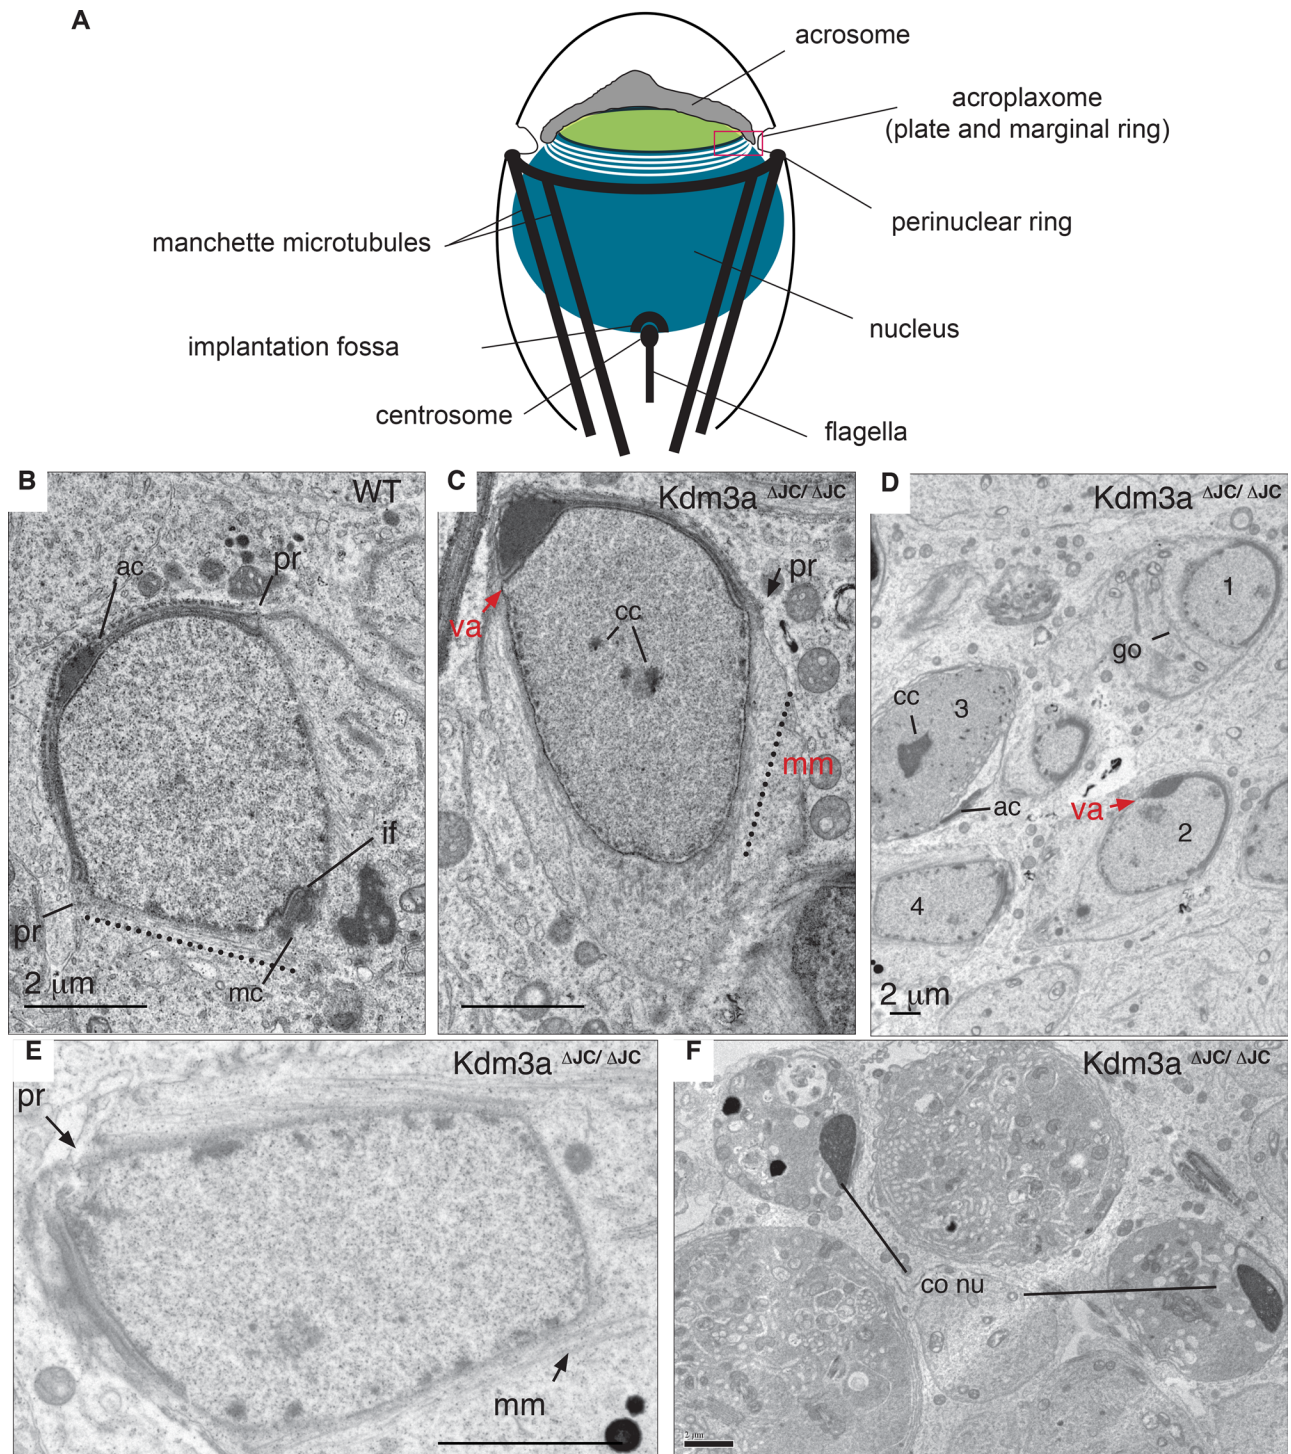 A
acrosome
acroplaxome
(plate and marginal ring)
perinuclear ring
manchette microtubules
nucleus
implantation fossa
centrosome
flagella
B
WT
ac
pr
if
pr
2 μm
mc
C
Kdm3a ΔJC/ ΔJC
pr
va
cc
mm
D
Kdm3a ΔJC/ ΔJC
1
go
cc
3
ac
va
2
4
2 μm
E
Kdm3a ΔJC/ ΔJC
pr
mm
F
Kdm3a ΔJC/ ΔJC
co nu
2 μm